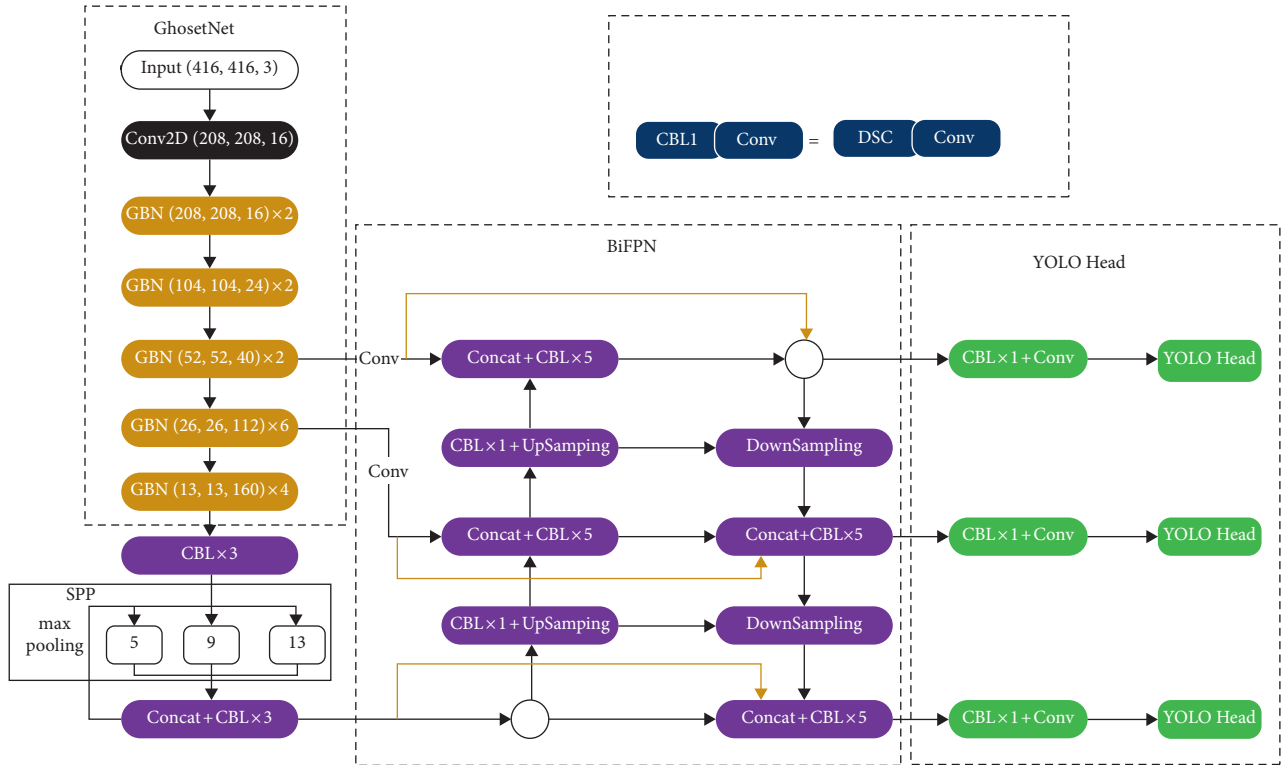 GhosetNet
Input (416, 416, 3)
Conv2D (208, 208, 16)
GBN (208, 208, 16)×2
GBN (104, 104, 24)×2
GBN (52, 52, 40)×2
GBN (26, 26, 112)×6
GBN (13, 13, 160)×4
CBL×3
SPP
max
pooling
5
9
13
Concat+CBL×3
CBL1
Conv
=
DSC
Conv
BiFPN
Conv
Conv
Concat+CBL×5
CBL×1+UpSamping
DownSampling
Concat+CBL×5
Concat+CBL×5
CBL×1+UpSamping
DownSampling
Concat+CBL×5
YOLO Head
CBL×1+Conv
YOLO Head
CBL×1+Conv
YOLO Head
CBL×1+Conv
YOLO Head